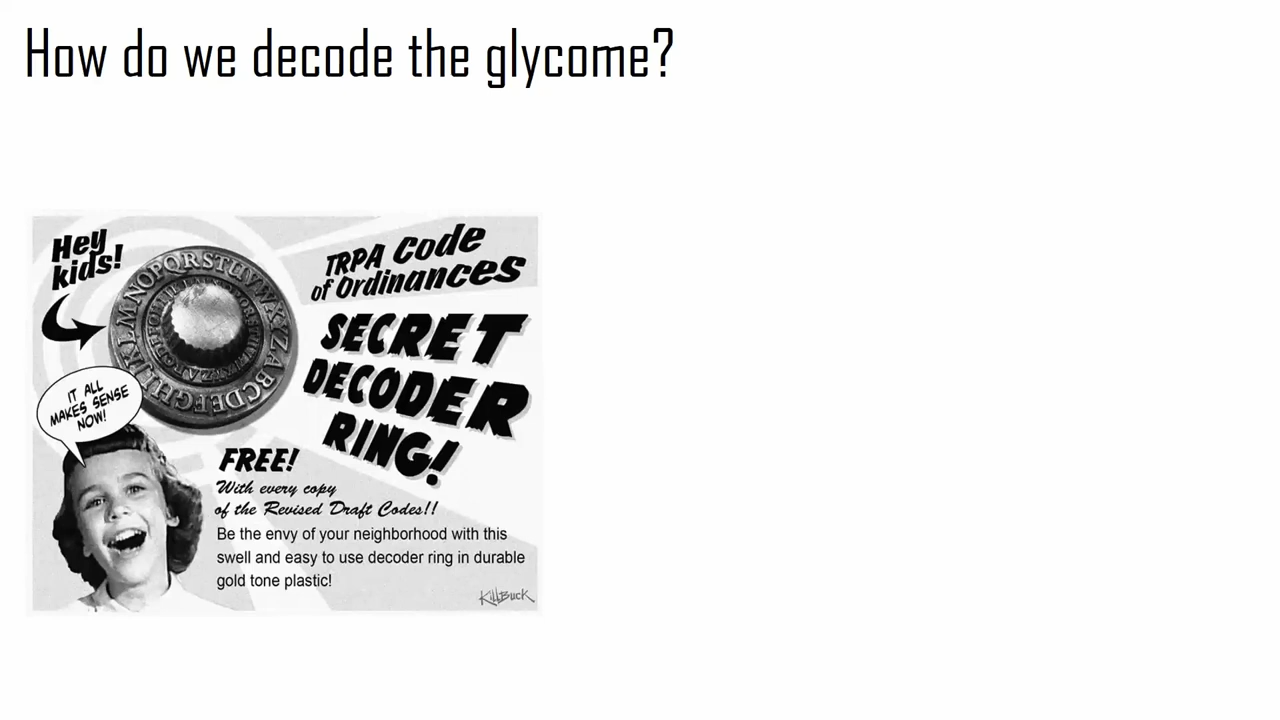 How do we decode the glycome?
Hey
kids!
TRPA Code
of Ordinances
SECRET
DECODER
RING!
IT ALL
MAKES SENSE
NOW!
FREE!
With every copy
of the Revised Draft Codes!!
Be the envy of your neighborhood with this
swell and easy to use decoder ring in durable
gold tone plastic!
KILLBUCK